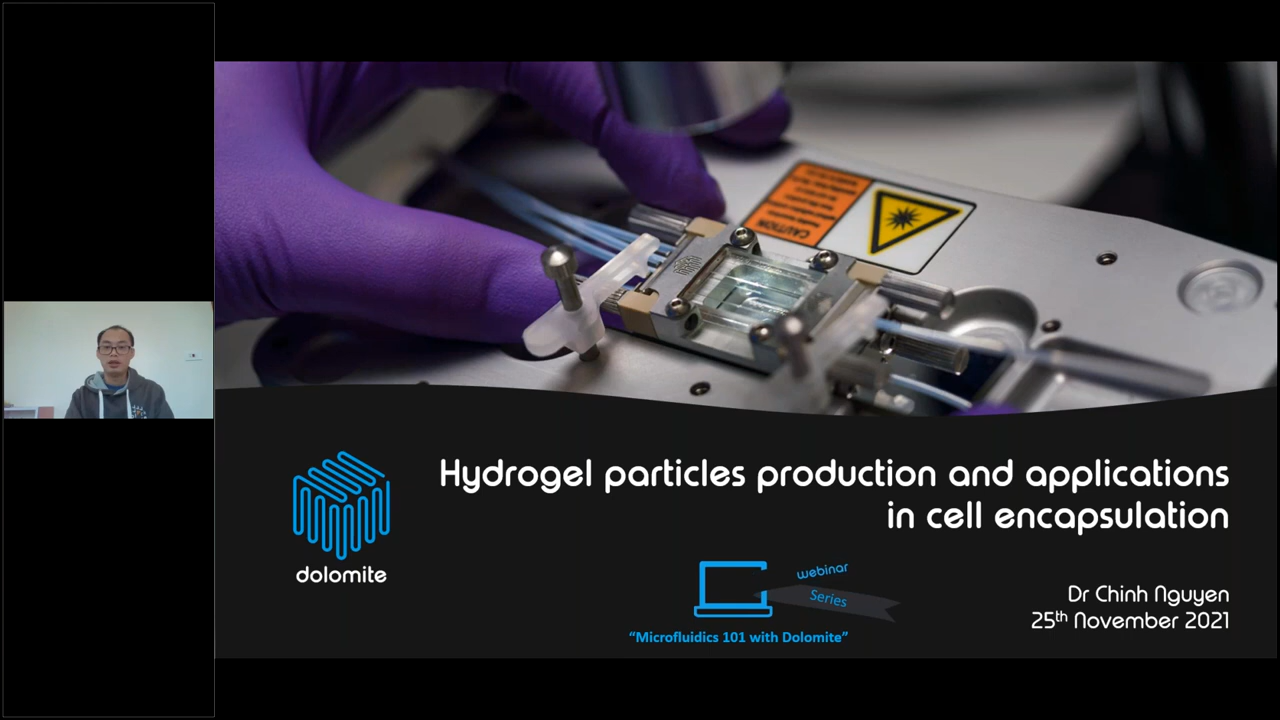 CAUTION
Hydrogel particles production and applications
in cell encapsulation
dolomite
webinar
Series
"Microfluidics 101 with Dolomite"
Dr Chinh Nguyen
25th November 2021